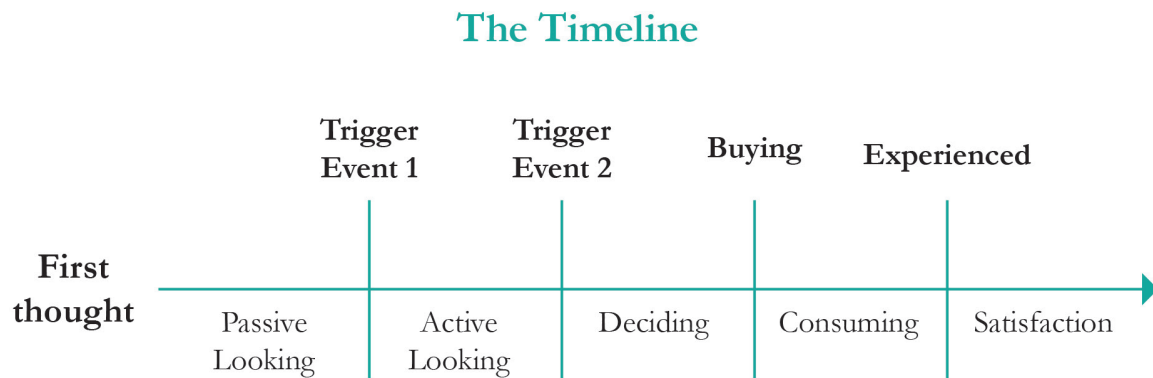 The Timeline
Trigger
Event 1
Trigger
Event 2
Buying
Experienced
First
thought
Passive
Looking
Active
Looking
Deciding
Consuming
Satisfaction